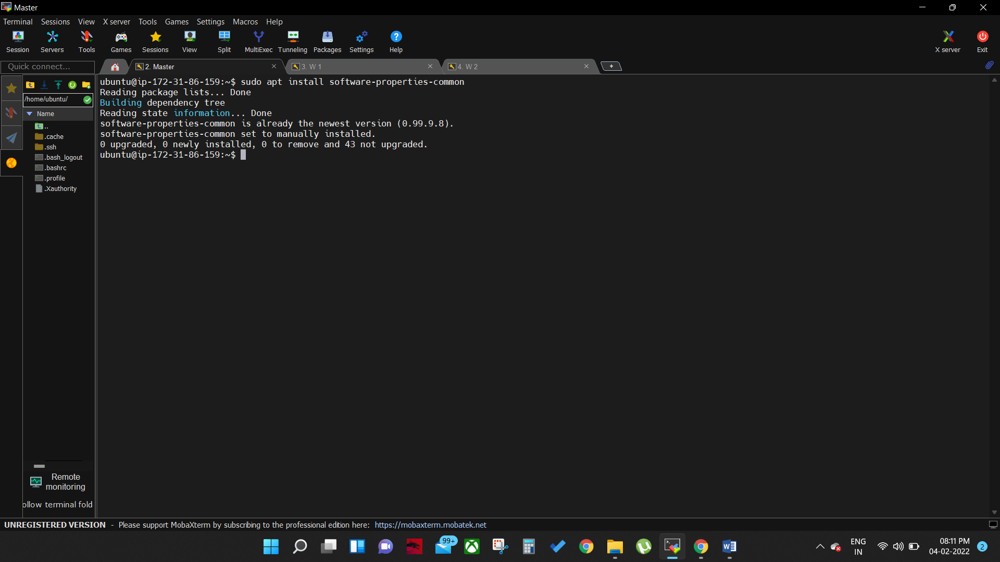 Master
Terminal Sessions View X server Tools Games Settings Macros Help
Session Servers Tools Games Sessions View Split MultiExec Tunneling Packages Settings Help X server Exit
Quick connect... 2. Master 3. W 1 4. W 2
/home/ubuntu/
Name
..
.cache
.ssh
.bash_logout
.bashrc
.profile
.Xauthority
Remote
monitoring
ollow terminal fold
ubuntu@ip-172-31-86-159:~$ sudo apt install software-properties-common
Reading package lists... Done
Building dependency tree
Reading state information... Done
software-properties-common is already the newest version (0.99.9.8).
software-properties-common set to manually installed.
0 upgraded, 0 newly installed, 0 to remove and 43 not upgraded.
ubuntu@ip-172-31-86-159:~$
UNREGISTERED VERSION - Please support MobaXterm by subscribing to the professional edition here: https://mobaxterm.mobatek.net
99+
ENG
IN
08:11 PM
04-02-2022
2